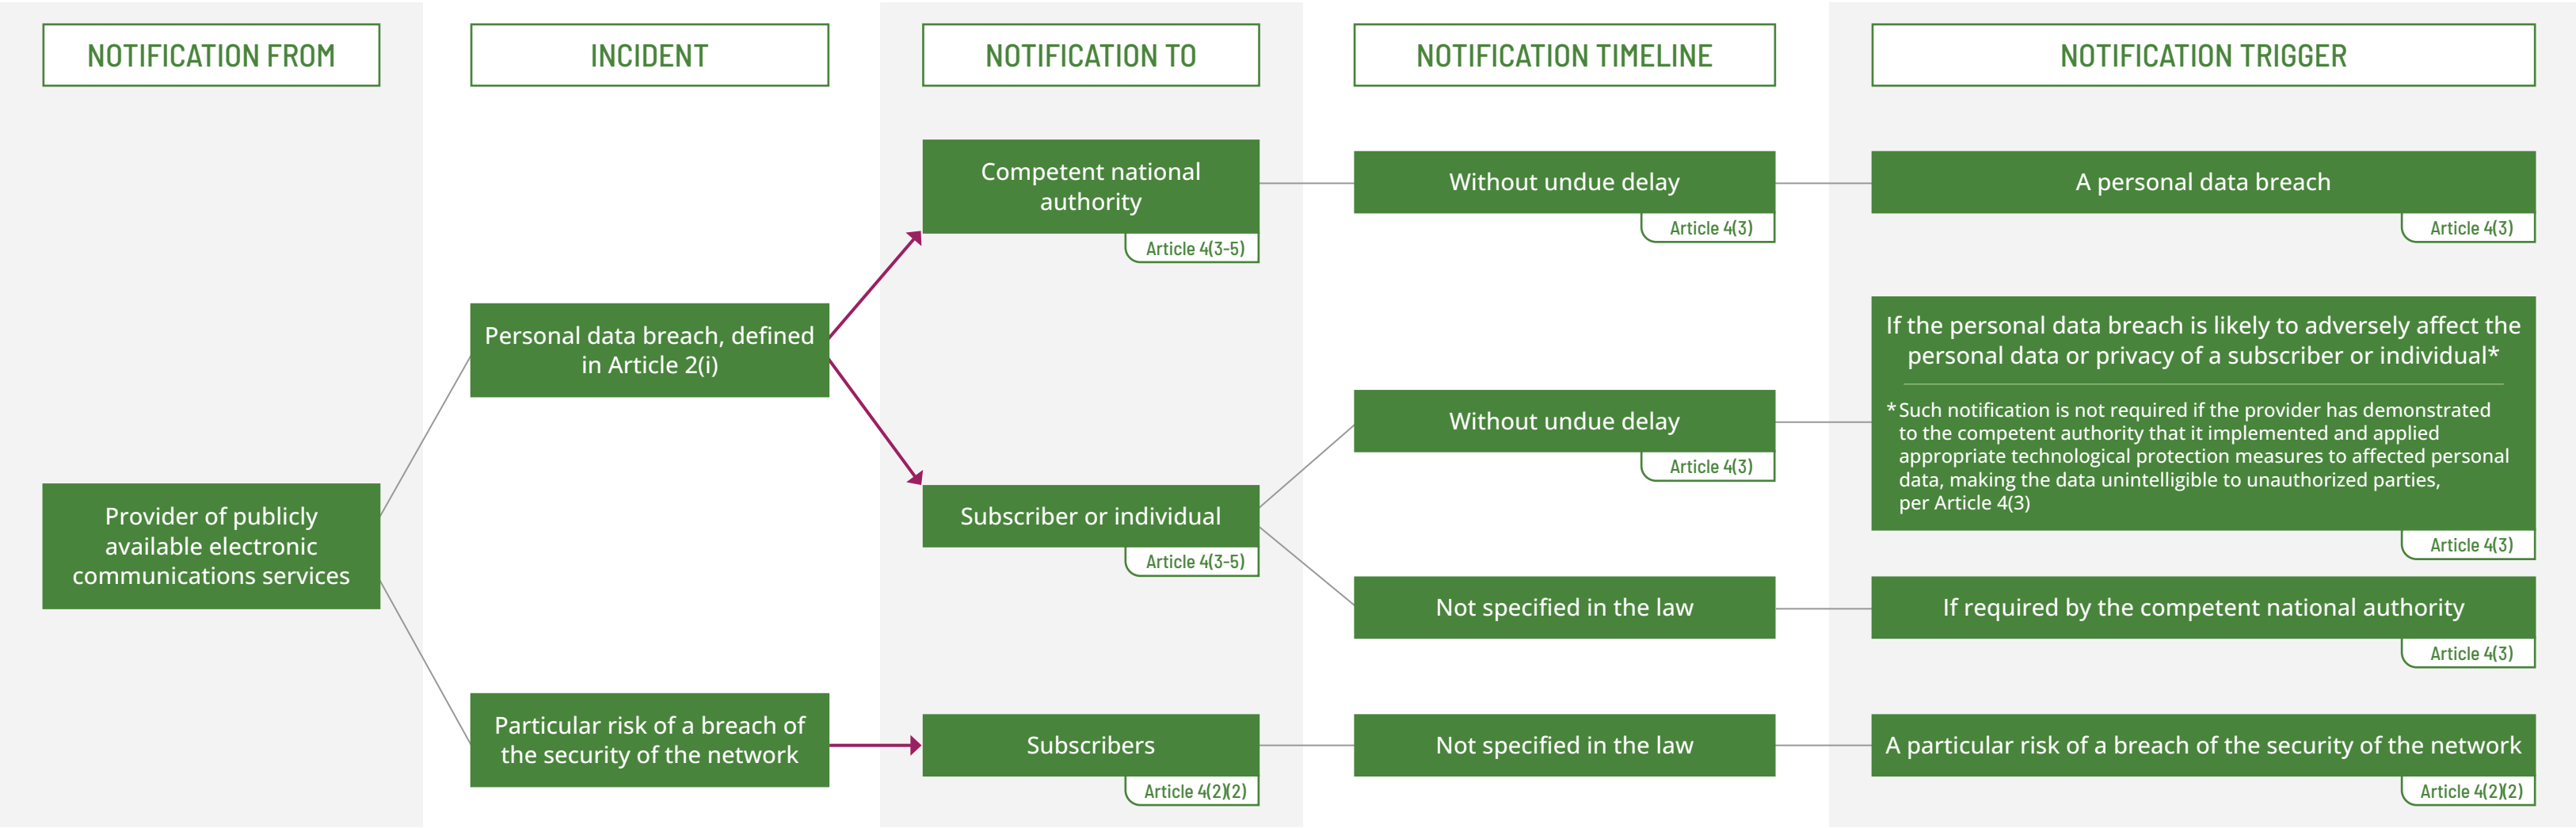 NOTIFICATION FROM
INCIDENT
NOTIFICATION TO
NOTIFICATION TIMELINE
NOTIFICATION TRIGGER
Provider of publicly
available electronic
communications services
Personal data breach, defined
in Article 2(i)
Competent national
authority
Article 4(3-5)
Without undue delay
Article 4(3)
A personal data breach
Article 4(3)
Subscriber or individual
Article 4(3-5)
Without undue delay
Article 4(3)
If the personal data breach is likely to adversely affect the
personal data or privacy of a subscriber or individual*
*Such notification is not required if the provider has demonstrated
to the competent authority that it implemented and applied
appropriate technological protection measures to affected personal
data, making the data unintelligible to unauthorized parties,
per Article 4(3)
Article 4(3)
Not specified in the law
If required by the competent national authority
Article 4(3)
Particular risk of a breach of
the security of the network
Subscribers
Article 4(2)(2)
Not specified in the law
A particular risk of a breach of the security of the network
Article 4(2)(2)